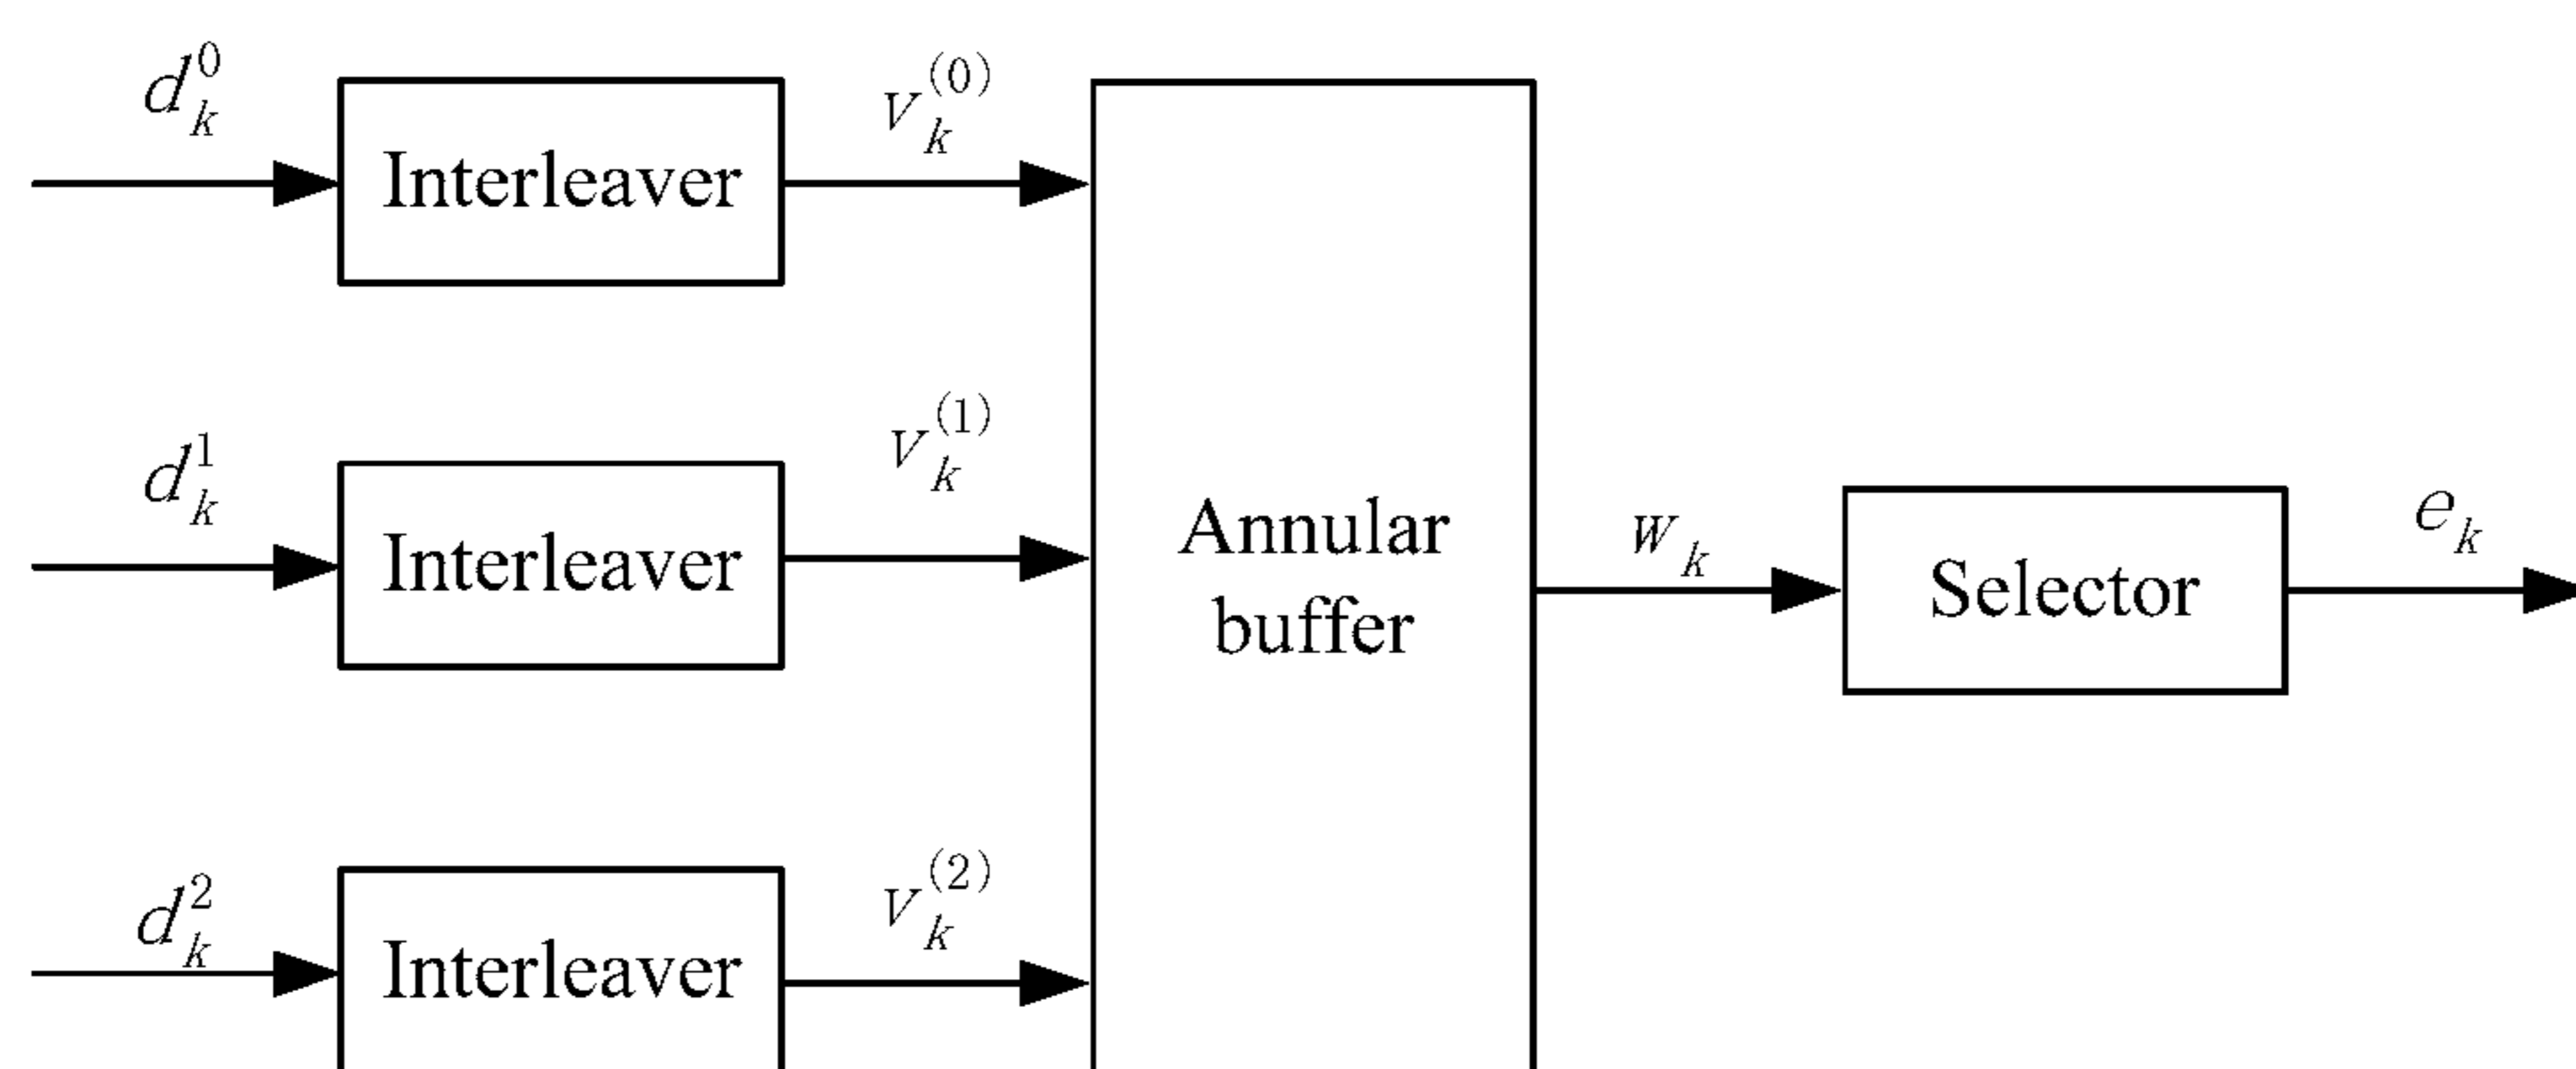 d_k^0
Interleaver
v_k^{(0)}
d_k^1
Interleaver
v_k^{(1)}
Annular
buffer
w_k
Selector
e_k
d_k^2
Interleaver
v_k^{(2)}